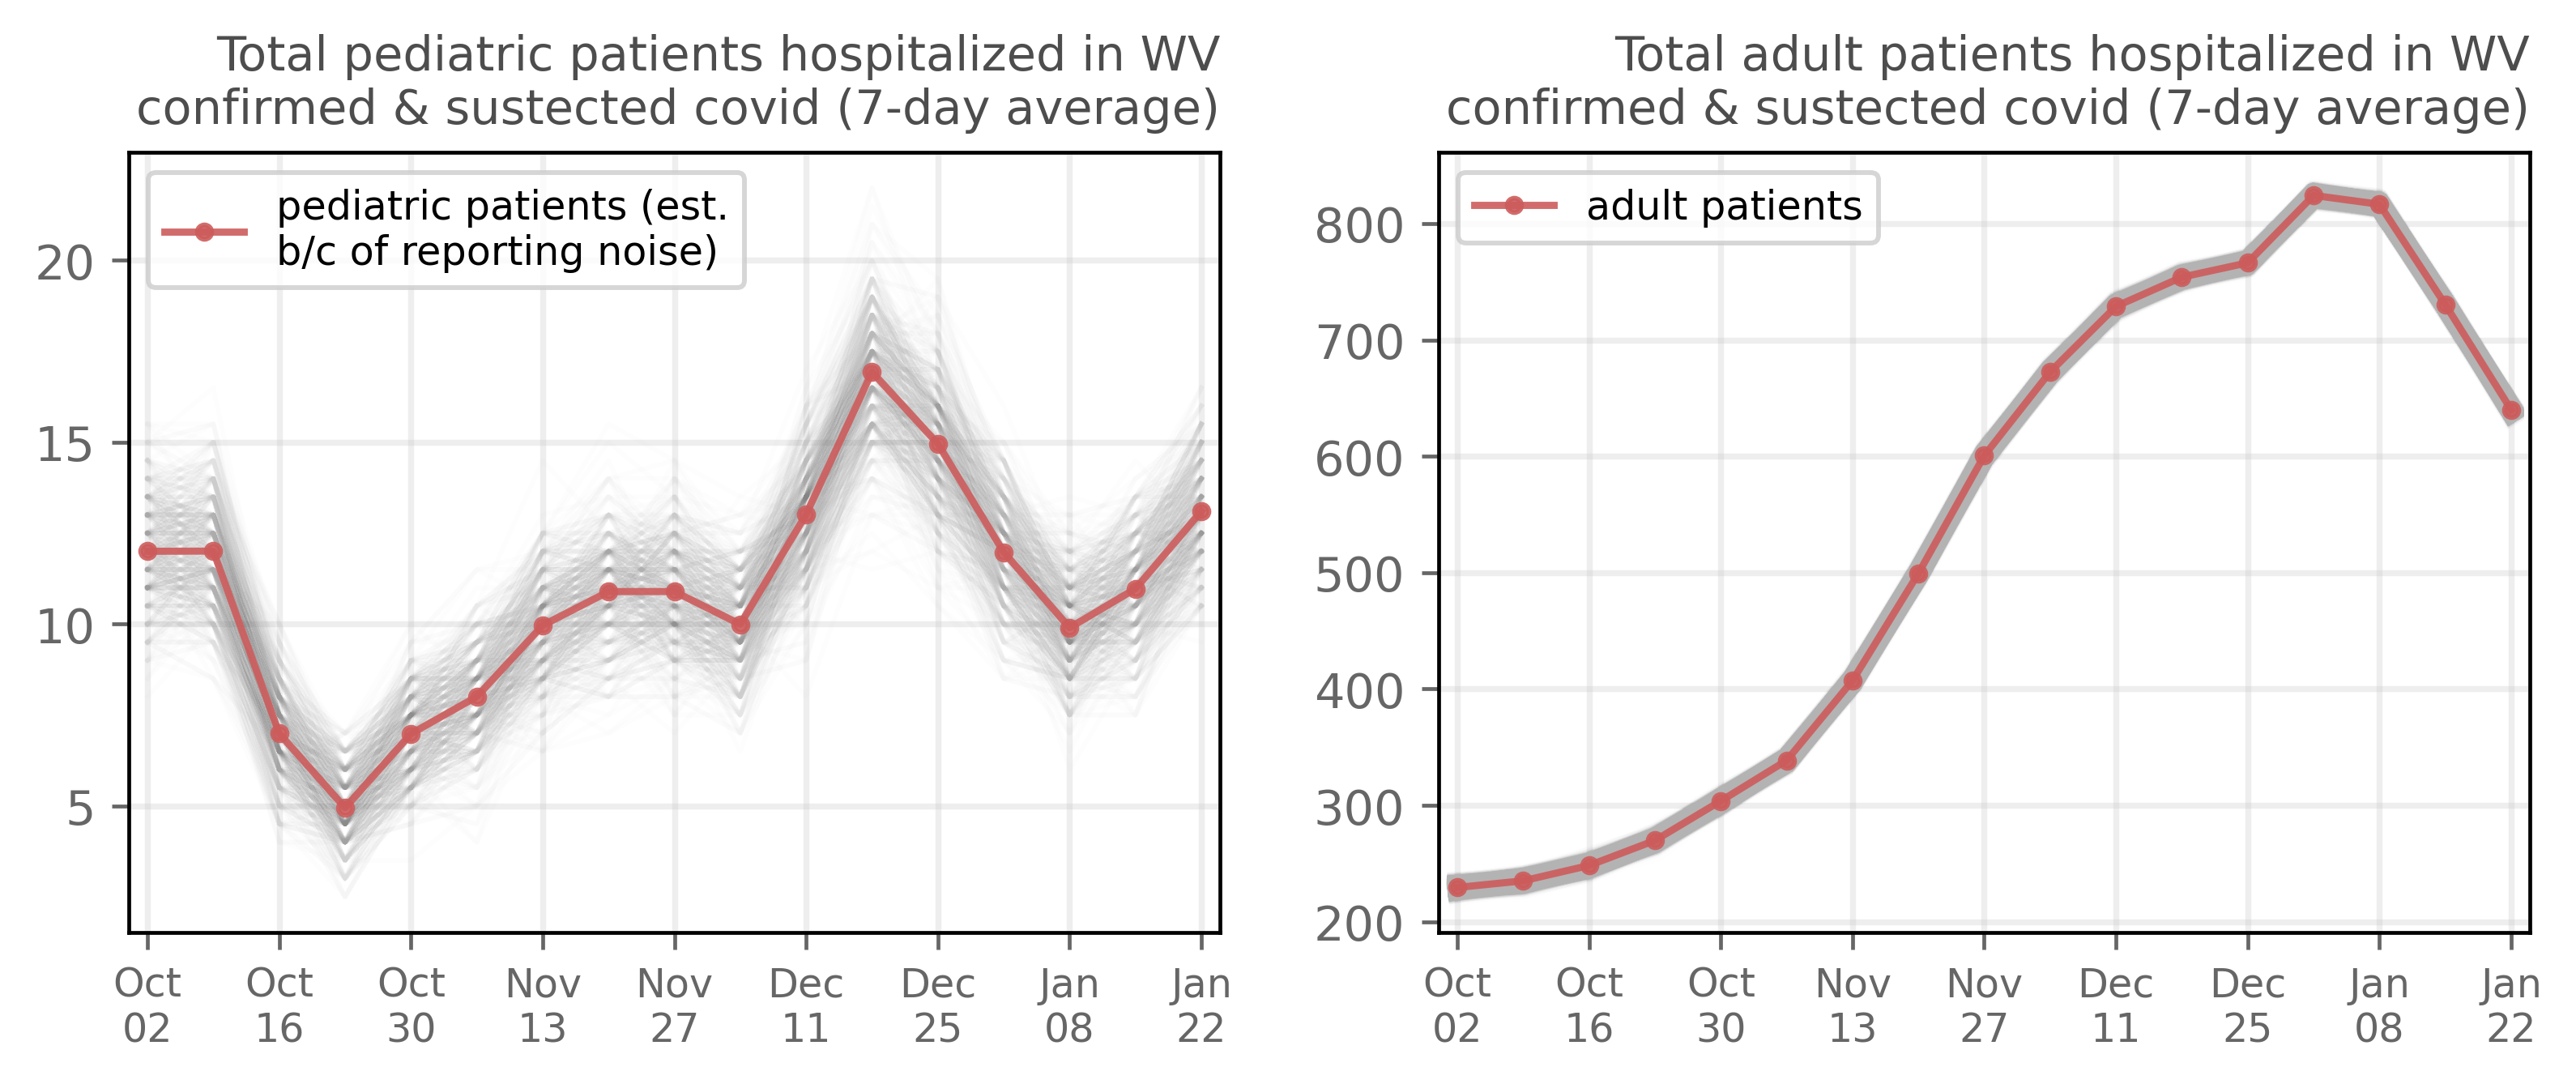 Total pediatric patients hospitalized in WV
confirmed & sustected covid (7-day average)
pediatric patients (est.
b/c of reporting noise)
20
15
10
5
Oct Oct Oct Nov Nov Dec Dec Jan Jan
02 16 30 13 27 11 25 08 22
Total adult patients hospitalized in WV
confirmed & sustected covid (7-day average)
adult patients
800
700
600
500
400
300
200
Oct Oct Oct Nov Nov Dec Dec Jan Jan
02 16 30 13 27 11 25 08 22